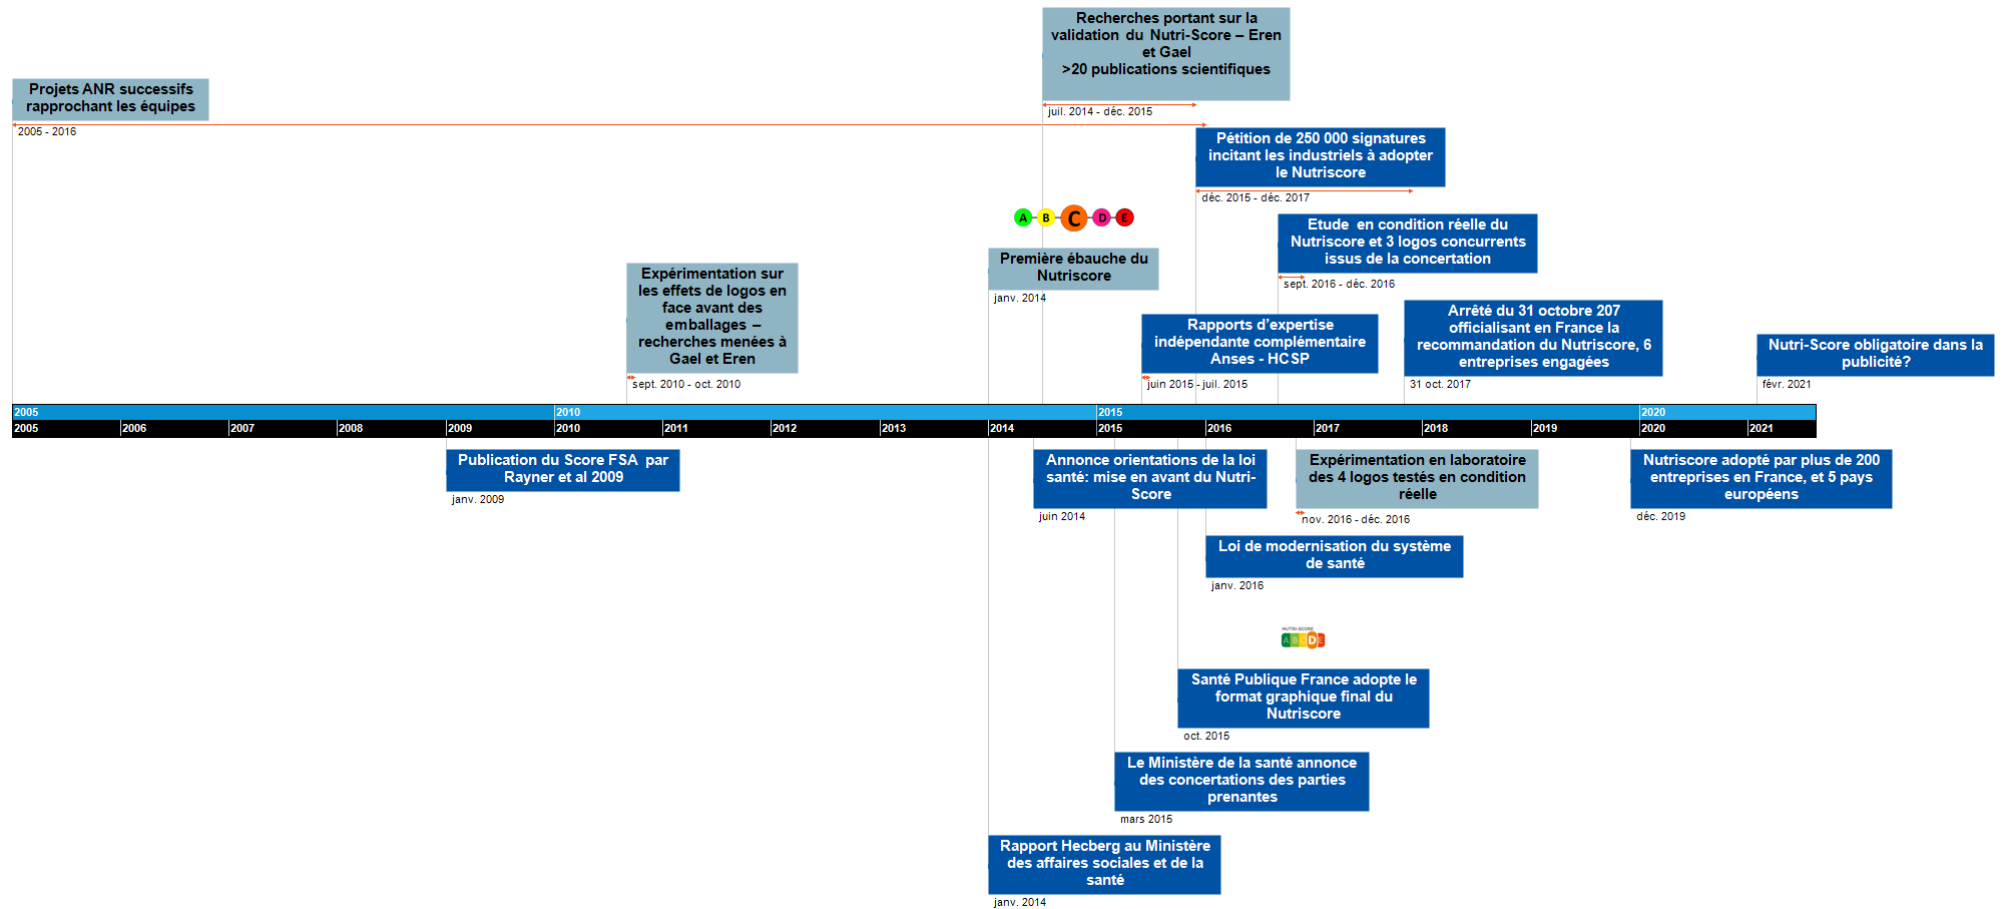 Recherches portant sur la
validation du Nutri-Score – Eren
et Gael
>20 publications scientifiques
juil. 2014 - déc. 2015
Projets ANR successifs
rapprochant les équipes
2005 - 2016
Pétition de 250 000 signatures
incitant les industriels à adopter
le Nutriscore
déc. 2015 - déc. 2017
A B C D E
Etude en condition réelle du
Nutriscore et 3 logos concurrents
issus de la concertation
sept. 2016 - déc. 2016
Première ébauche du
Nutriscore
janv. 2014
Expérimentation sur
les effets de logos en
face avant des
emballages –
recherches menées à
Gael et Eren
sept. 2010 - oct. 2010
Rapports d’expertise
indépendante complémentaire
Anses - HCSP
juin 2015 - juil. 2015
Arrêté du 31 octobre 207
officialisant en France la
recommandation du Nutriscore, 6
entreprises engagées
31 oct. 2017
Nutri-Score obligatoire dans la
publicité?
févr. 2021
2005 2010 2015 2020
2005 2006 2007 2008 2009 2010 2011 2012 2013 2014 2015 2016 2017 2018 2019 2020 2021
Publication du Score FSA par
Rayner et al 2009
janv. 2009
Annonce orientations de la loi
santé: mise en avant du Nutri-
Score
juin 2014
Expérimentation en laboratoire
des 4 logos testés en condition
réelle
nov. 2016 - déc. 2016
Nutriscore adopté par plus de 200
entreprises en France, et 5 pays
européens
déc. 2019
Loi de modernisation du système
de santé
janv. 2016
NUTRI-SCORE
A B C D E
Santé Publique France adopte le
format graphique final du
Nutriscore
oct. 2015
Le Ministère de la santé annonce
des concertations des parties
prenantes
mars 2015
Rapport Hecberg au Ministère
des affaires sociales et de la
santé
janv. 2014